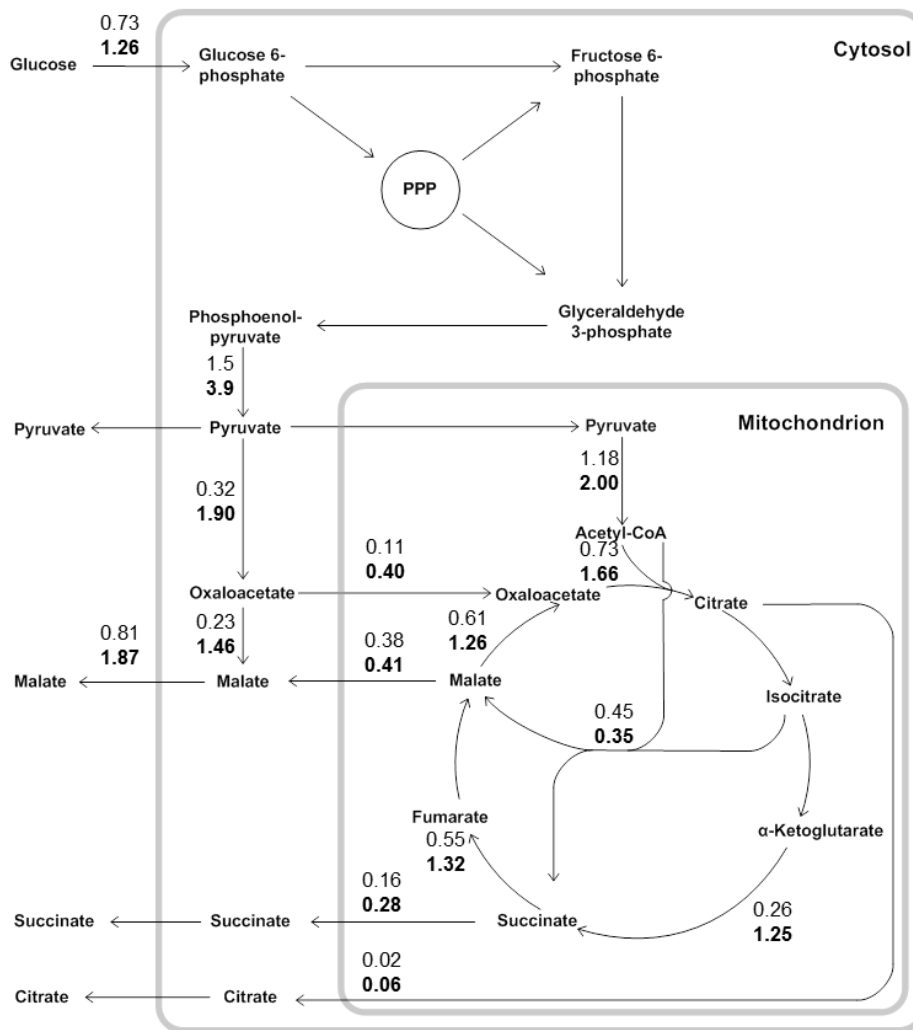 0.73
1.26
Glucose
Glucose 6-
phosphate
Fructose 6-
phosphate
Cytosol
PPP
Glyceraldehyde
3-phosphate
Phosphoenol-
pyruvate
1.5
3.9
Pyruvate
Pyruvate
Pyruvate
Mitochondrion
1.18
2.00
0.32
1.90
Acetyl-CoA
0.73
1.66
0.11
0.40
Oxaloacetate
Oxaloacetate
Citrate
0.81
1.87
0.23
1.46
0.38
0.41
0.61
1.26
Malate
Malate
Malate
Isocitrate
0.45
0.35
Fumarate
0.55
1.32
α-Ketoglutarate
0.16
0.28
Succinate
Succinate
Succinate
0.26
1.25
0.02
0.06
Citrate
Citrate